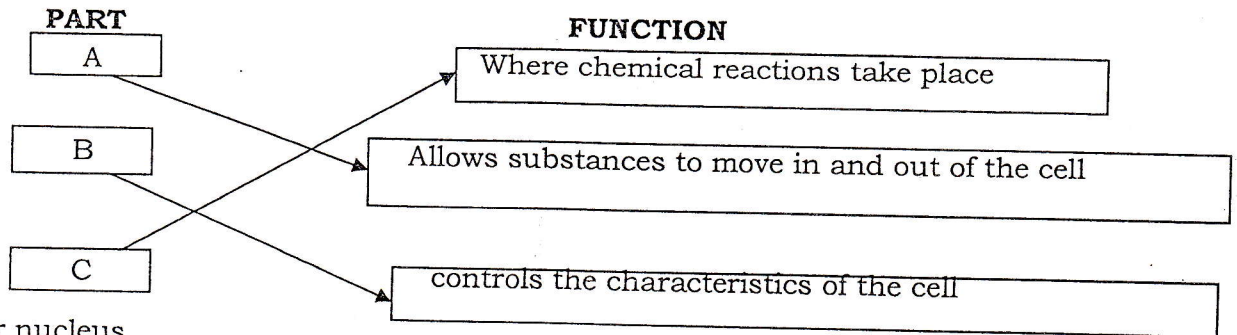 PART
FUNCTION
A
Where chemical reactions take place
B
Allows substances to move in and out of the cell
C
controls the characteristics of the cell
nucleus